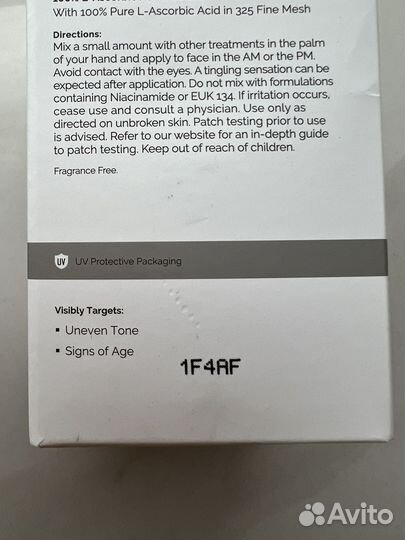 With 100% Pure L-Ascorbic Acid in 325 Fine Mesh
Directions:
Mix a small amount with other treatments in the palm
of your hand and apply to face in the AM or the PM.
Avoid contact with the eyes. A tingling sensation can be
expected after application. Do not mix with formulations
containing Niacinamide or EUK 134. If irritation occurs,
cease use and consult a physician. Use only as
directed on unbroken skin. Patch testing prior to use
is advised. Refer to our website for an in-depth guide
to patch testing. Keep out of reach of children.
Fragrance Free.
UV UV Protective Packaging
Visibly Targets:
▪ Uneven Tone
▪ Signs of Age
1F4AF
Avito